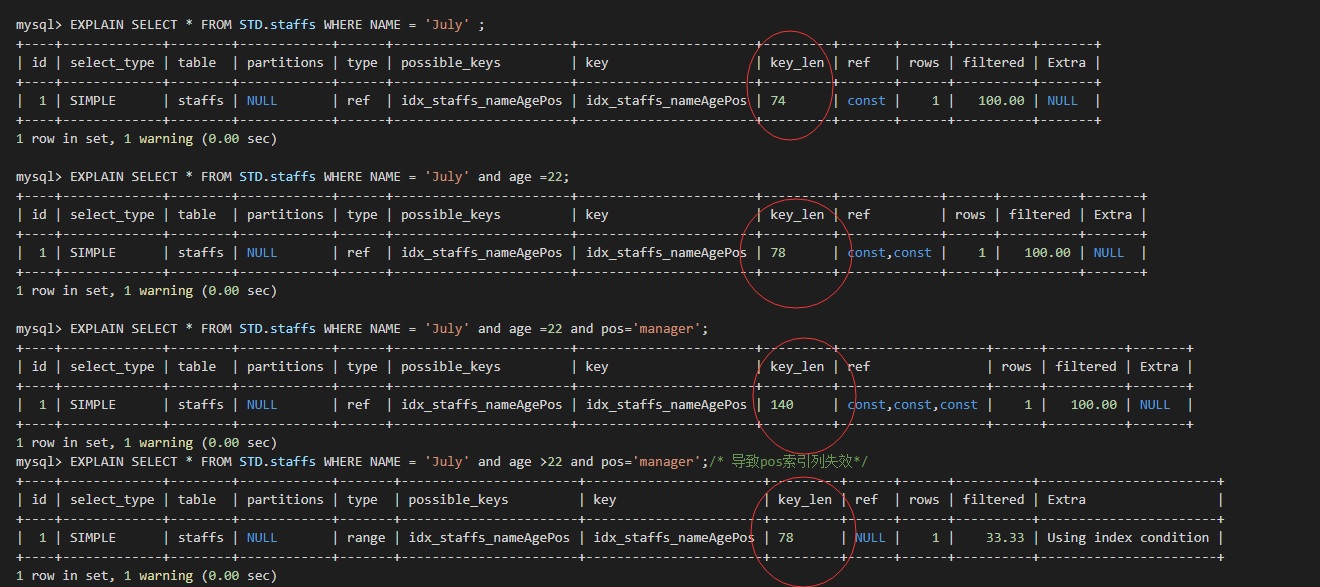 mysql> EXPLAIN SELECT * FROM STD.staffs WHERE NAME = 'July' ;
+----+-------------+--------+------------+------+-----------------------+-----------------------+---------+-------+------+----------+-------+
| id | select_type | table | partitions | type | possible_keys | key | key_len | ref | rows | filtered | Extra |
+----+-------------+--------+------------+------+-----------------------+-----------------------+---------+-------+------+----------+-------+
| 1 | SIMPLE | staffs | NULL | ref | idx_staffs_nameAgePos | idx_staffs_nameAgePos | 74 | const | 1 | 100.00 | NULL |
+----+-------------+--------+------------+------+-----------------------+-----------------------+---------+-------+------+----------+-------+
1 row in set, 1 warning (0.00 sec)
mysql> EXPLAIN SELECT * FROM STD.staffs WHERE NAME = 'July' and age =22;
+----+-------------+--------+------------+------+-----------------------+-----------------------+---------+-------------+------+----------+-------+
| id | select_type | table | partitions | type | possible_keys | key | key_len | ref | rows | filtered | Extra |
+----+-------------+--------+------------+------+-----------------------+-----------------------+---------+-------------+------+----------+-------+
| 1 | SIMPLE | staffs | NULL | ref | idx_staffs_nameAgePos | idx_staffs_nameAgePos | 78 | const,const | 1 | 100.00 | NULL |
+----+-------------+--------+------------+------+-----------------------+-----------------------+---------+-------------+------+----------+-------+
1 row in set, 1 warning (0.00 sec)
mysql> EXPLAIN SELECT * FROM STD.staffs WHERE NAME = 'July' and age =22 and pos='manager';
+----+-------------+--------+------------+------+-----------------------+-----------------------+---------+-------------------+------+----------+-------+
| id | select_type | table | partitions | type | possible_keys | key | key_len | ref | rows | filtered | Extra |
+----+-------------+--------+------------+------+-----------------------+-----------------------+---------+-------------------+------+----------+-------+
| 1 | SIMPLE | staffs | NULL | ref | idx_staffs_nameAgePos | idx_staffs_nameAgePos | 140 | const,const,const | 1 | 100.00 | NULL |
+----+-------------+--------+------------+------+-----------------------+-----------------------+---------+-------------------+------+----------+-------+
1 row in set, 1 warning (0.00 sec)
mysql> EXPLAIN SELECT * FROM STD.staffs WHERE NAME = 'July' and age >22 and pos='manager';/* 导致pos索引列失效*/
+----+-------------+--------+------------+-------+-----------------------+-----------------------+---------+------+------+----------+-----------------------+
| id | select_type | table | partitions | type | possible_keys | key | key_len | ref | rows | filtered | Extra |
+----+-------------+--------+------------+-------+-----------------------+-----------------------+---------+------+------+----------+-----------------------+
| 1 | SIMPLE | staffs | NULL | range | idx_staffs_nameAgePos | idx_staffs_nameAgePos | 78 | NULL | 1 | 33.33 | Using index condition |
+----+-------------+--------+------------+-------+-----------------------+-----------------------+---------+------+------+----------+-----------------------+
1 row in set, 1 warning (0.00 sec)